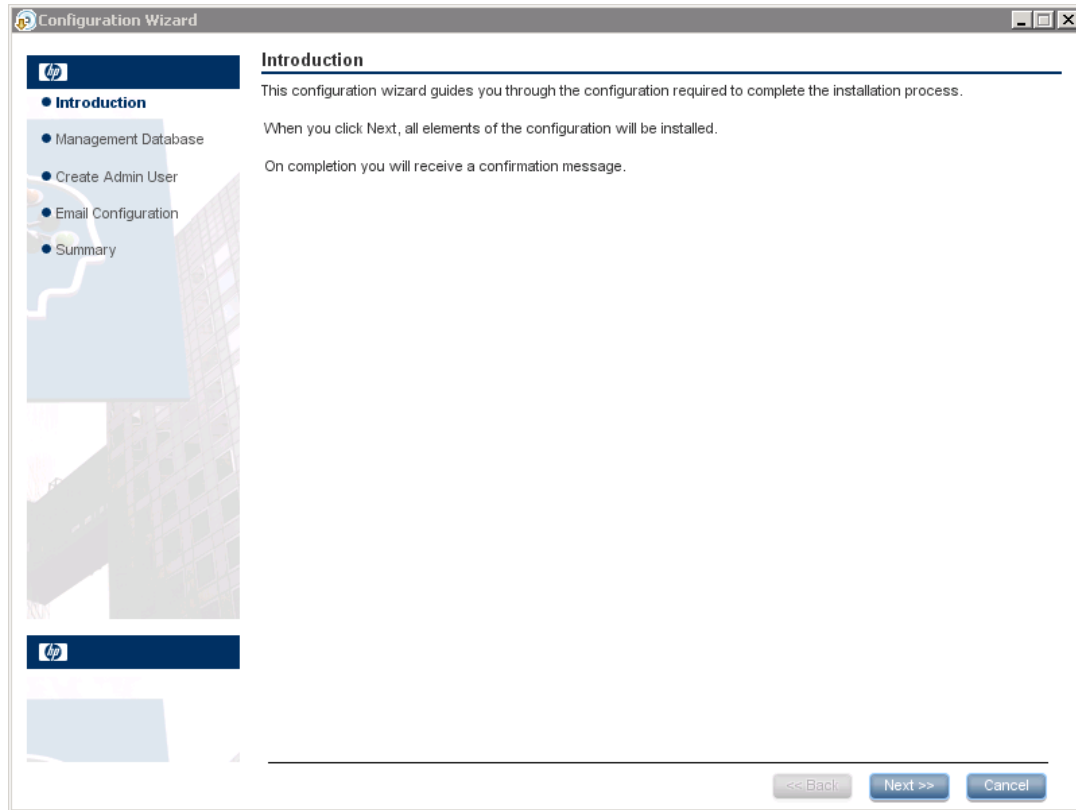 Configuration Wizard
hp
Introduction
Management Database
Create Admin User
Email Configuration
Summary
hp
Introduction
This configuration wizard guides you through the configuration required to complete the installation process.
When you click Next, all elements of the configuration will be installed.
On completion you will receive a confirmation message.
<< Back
Next >>
Cancel